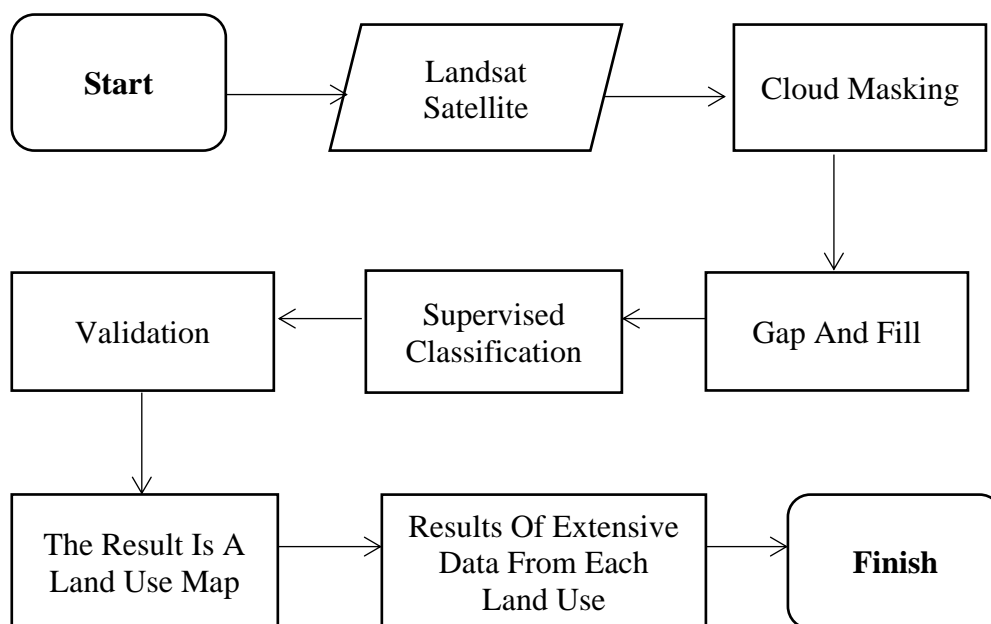 Start
Landsat
Satellite
Cloud Masking
Gap And Fill
Supervised
Classification
Validation
The Result Is A
Land Use Map
Results Of Extensive
Data From Each
Land Use
Finish